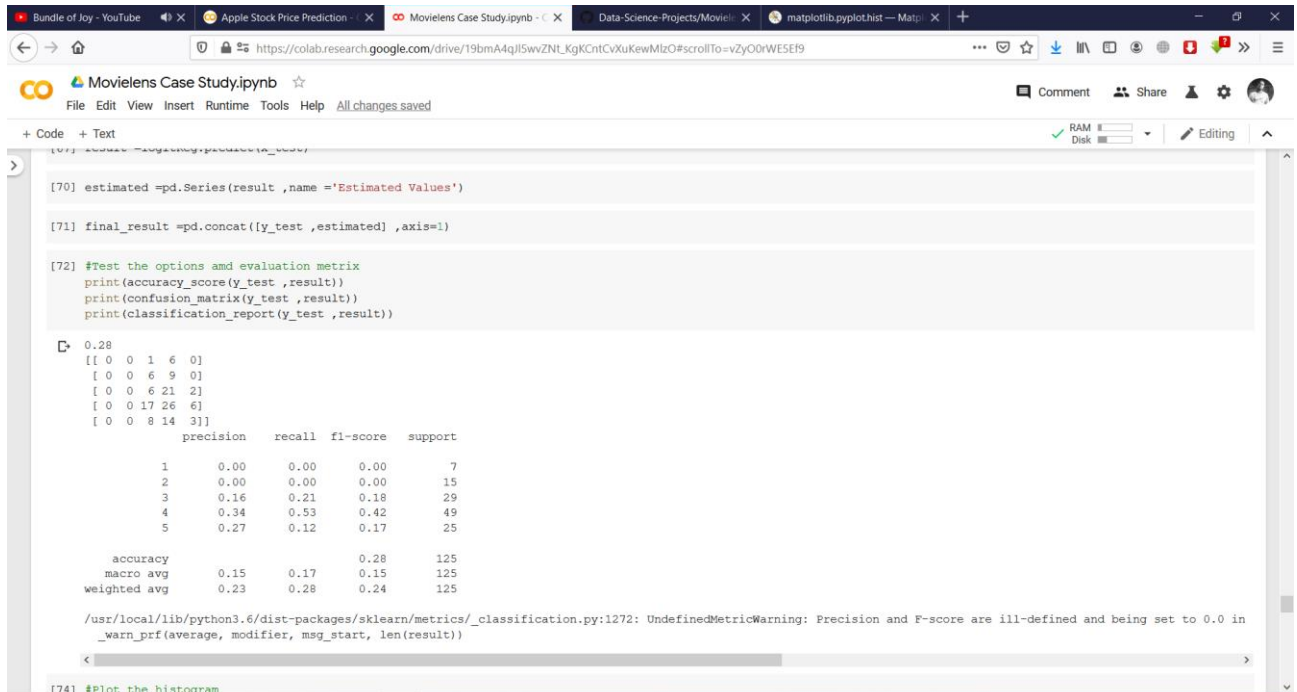 Bundle of Joy - YouTube
Apple Stock Price Prediction - C
Movielens Case Study.ipynb - C
Data-Science-Projects/Moviele
matplotlib.pyplot.hist — Matpl
https://colab.research.google.com/drive/19bmA4qJl5wvZNt_KgKCntCvXuKewMlzO#scrollTo=vZyO0rWE5Ef9
Movielens Case Study.ipynb
Comment Share
File Edit View Insert Runtime Tools Help All changes saved
+ Code + Text
RAM
Disk
Editing
[70] estimated =pd.Series(result ,name ='Estimated Values')
[71] final_result =pd.concat([y_test ,estimated] ,axis=1)
[72] #Test the options amd evaluation metrix
print(accuracy_score(y_test ,result))
print(confusion_matrix(y_test ,result))
print(classification_report(y_test ,result))
0.28
[[ 0 0 1 6 0]
[ 0 0 6 9 0]
[ 0 0 6 21 2]
[ 0 0 17 26 6]
[ 0 0 8 14 3]]
precision recall f1-score support
1 0.00 0.00 0.00 7
2 0.00 0.00 0.00 15
3 0.16 0.21 0.18 29
4 0.34 0.53 0.42 49
5 0.27 0.12 0.17 25
accuracy 0.28 125
macro avg 0.15 0.17 0.15 125
weighted avg 0.23 0.28 0.24 125
/usr/local/lib/python3.6/dist-packages/sklearn/metrics/_classification.py:1272: UndefinedMetricWarning: Precision and F-score are ill-defined and being set to 0.0 in
_warn_prf(average, modifier, msg_start, len(result))
[74] #Plot the histogram